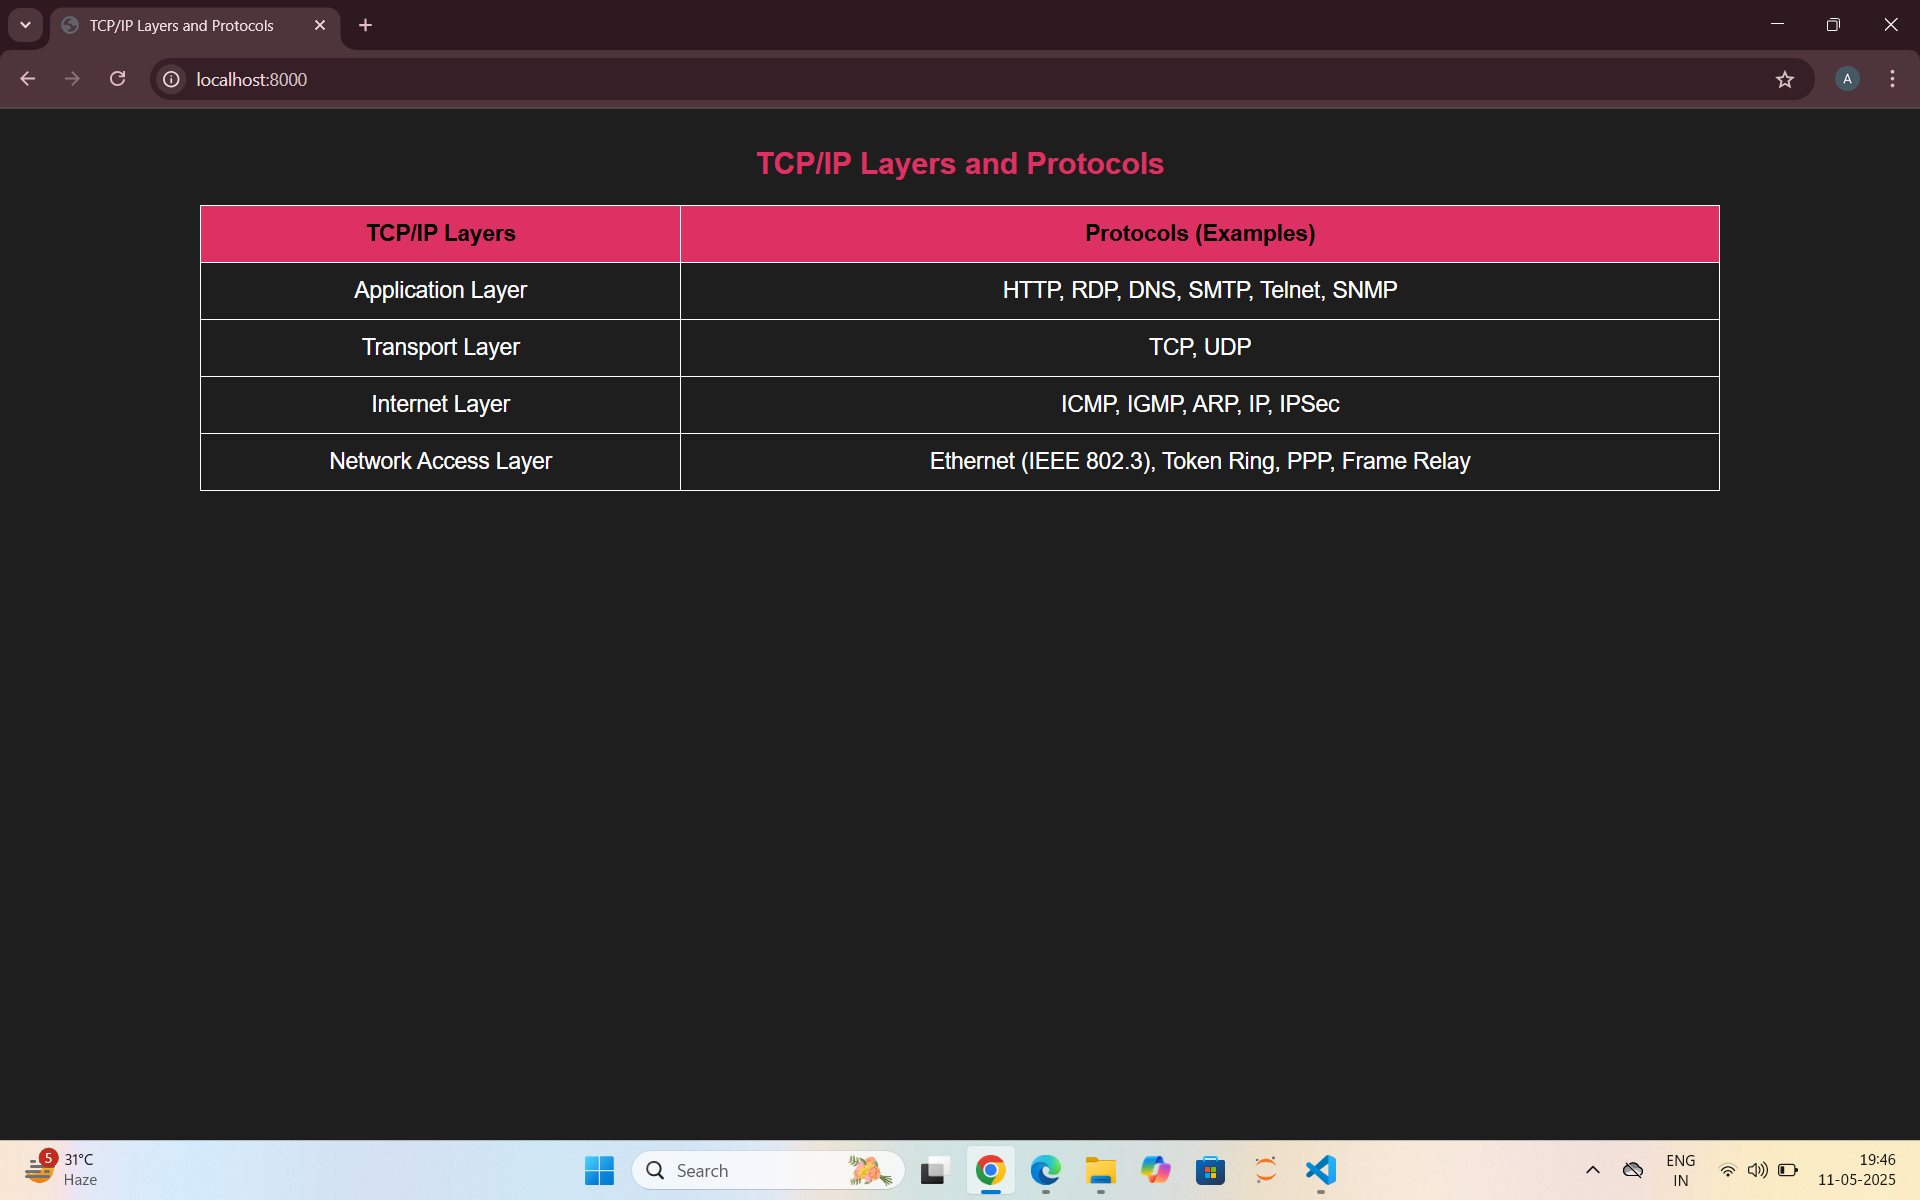 TCP/IP Layers and Protocols
localhost:8000
A
TCP/IP Layers and Protocols
TCP/IP Layers Protocols (Examples)
Application Layer HTTP, RDP, DNS, SMTP, Telnet, SNMP
Transport Layer TCP, UDP
Internet Layer ICMP, IGMP, ARP, IP, IPSec
Network Access Layer Ethernet (IEEE 802.3), Token Ring, PPP, Frame Relay
5
31°C
Haze
Search
ENG
IN
19:46
11-05-2025